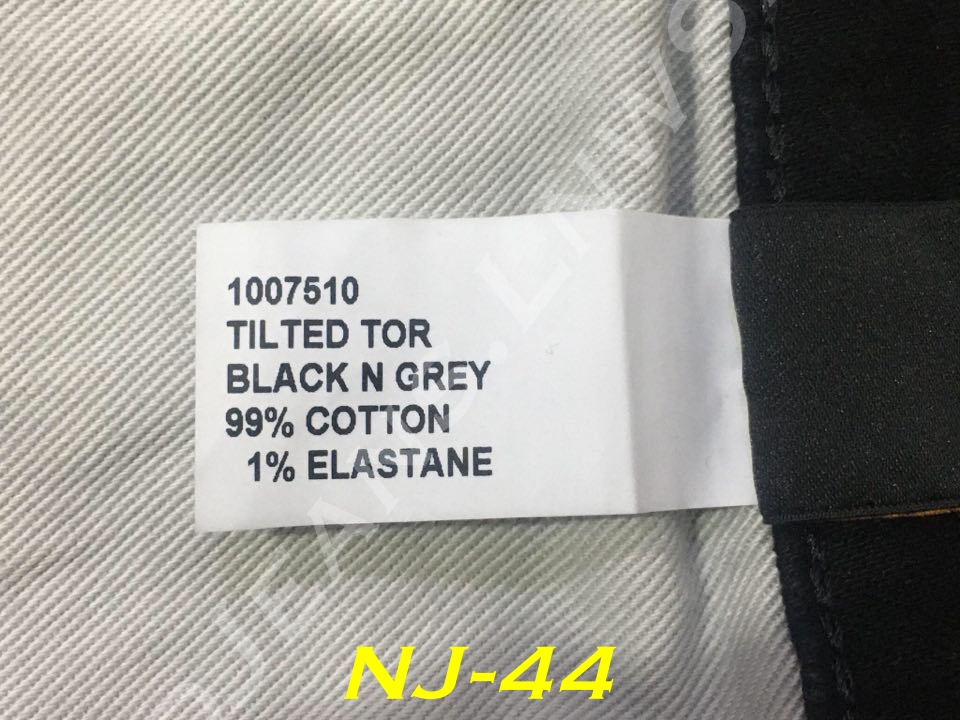 1007510
TILTED TOR
BLACK N GREY
99% COTTON
1% ELASTANE
NJ-44